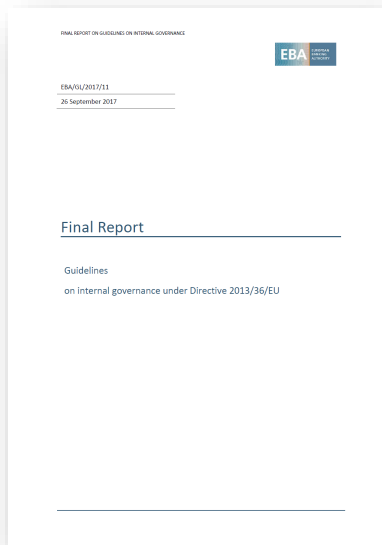 FINAL REPORT ON GUIDELINES ON INTERNAL GOVERNANCE
EBA EUROPEAN
BANKING
AUTHORITY
EBA/GL/2017/11
26 September 2017
Final Report
Guidelines
on internal governance under Directive 2013/36/EU